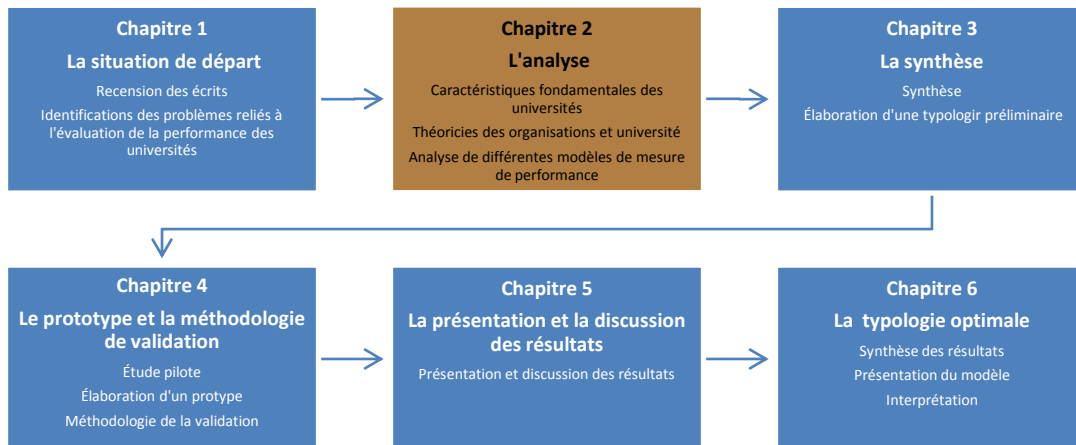 Chapitre 1
La situation de départ
Recension des écrits
Identifications des problèmes reliés à
l'évaluation de la performance des
universités
Chapitre 2
L'analyse
Caractéristiques fondamentales des
universités
Théoricies des organisations et université
Analyse de différentes modèles de mesure
de performance
Chapitre 3
La synthèse
Synthèse
Élaboration d'une typologir préliminaire
Chapitre 4
Le prototype et la méthodologie
de validation
Étude pilote
Élaboration d'un protype
Méthodologie de la validation
Chapitre 5
La présentation et la discussion
des résultats
Présentation et discussion des résultats
Chapitre 6
La typologie optimale
Synthèse des résultats
Présentation du modèle
Interprétation